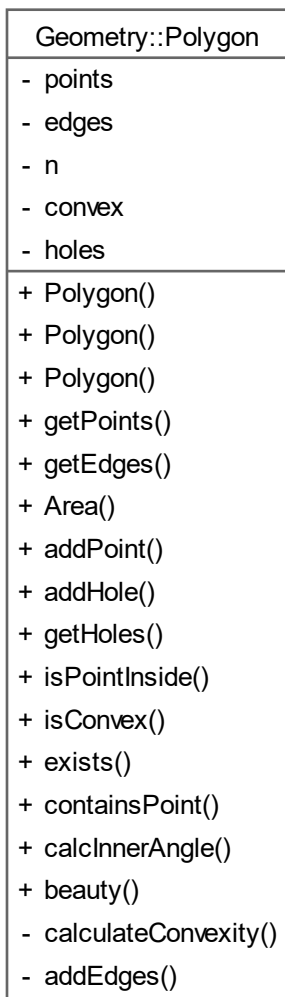 Geometry::Polygon
- points
- edges
- n
- convex
- holes
+ Polygon()
+ Polygon()
+ Polygon()
+ getPoints()
+ getEdges()
+ Area()
+ addPoint()
+ addHole()
+ getHoles()
+ isPointInside()
+ isConvex()
+ exists()
+ containsPoint()
+ calcInnerAngle()
+ beauty()
- calculateConvexity()
- addEdges()